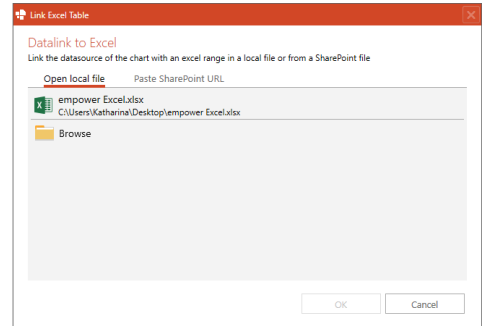 Link Excel Table
Datalink to Excel
Link the datasource of the chart with an excel range in a local file or from a SharePoint file
Open local file Paste SharePoint URL
empower Excel.xlsx
C:\Users\Katharina\Desktop\empower Excel.xlsx
Browse
OK Cancel